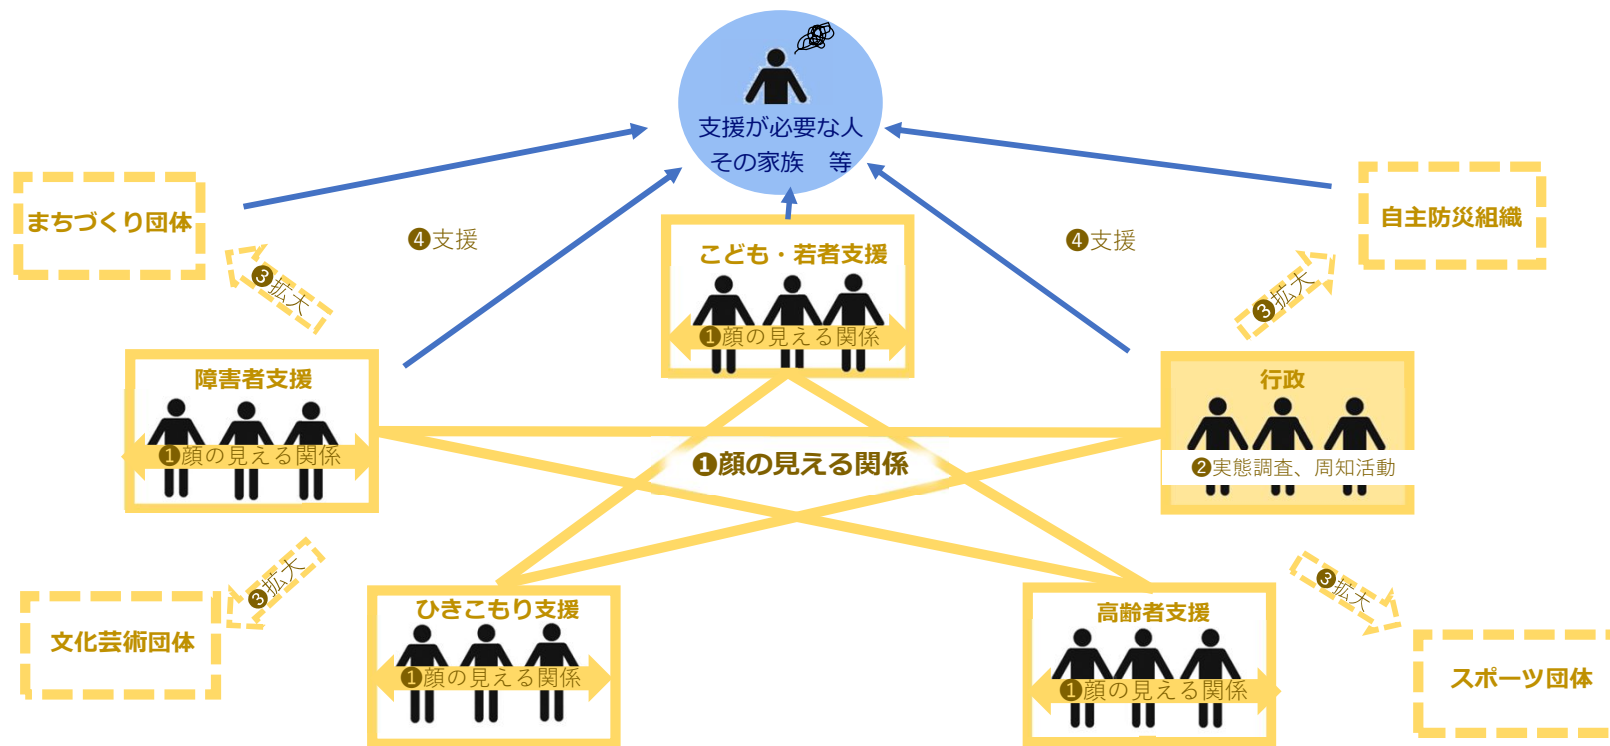 支援が必要な人
その家族　等
まちづくり団体
自主防災組織
❹支援
❹支援
こども・若者支援
❶顔の見える関係
❸拡大
❸拡大
障害者支援
❶顔の見える関係
行政
❷実態調査、周知活動
❶顔の見える関係
❸拡大
❸拡大
文化芸術団体
ひきこもり支援
❶顔の見える関係
高齢者支援
❶顔の見える関係
スポーツ団体